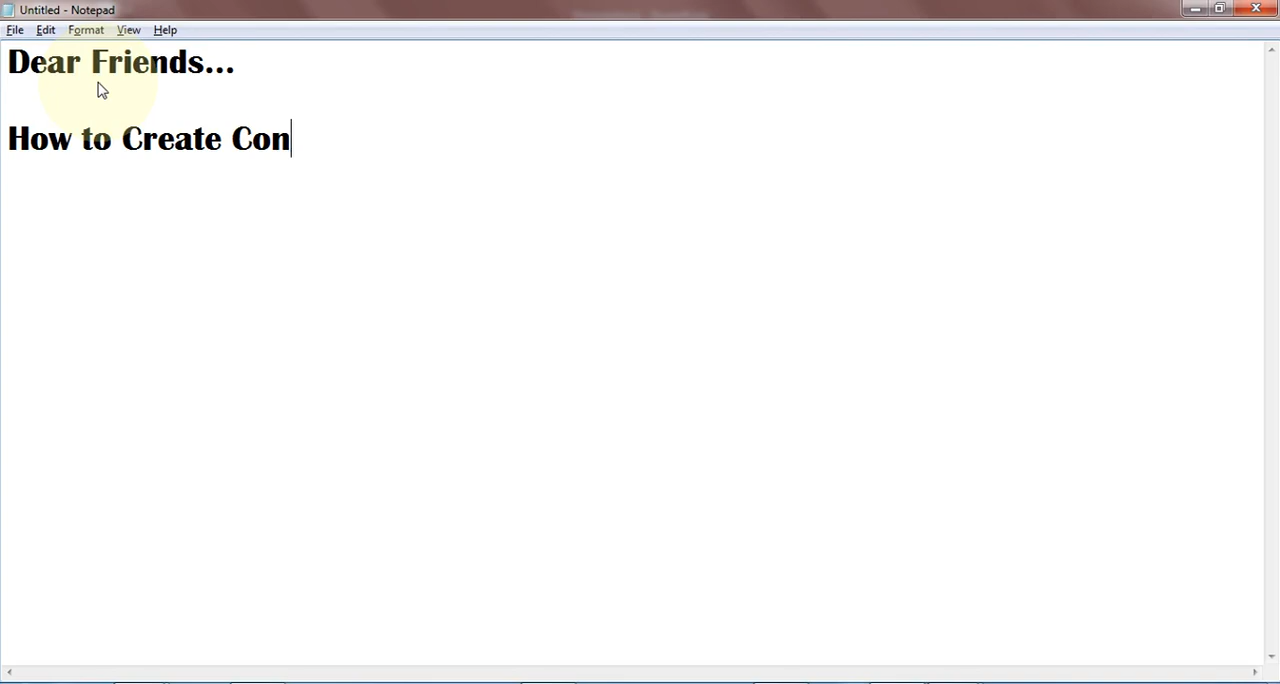 Untitled - Notepad
File Edit Format View Help
Dear Friends...
How to Create Con